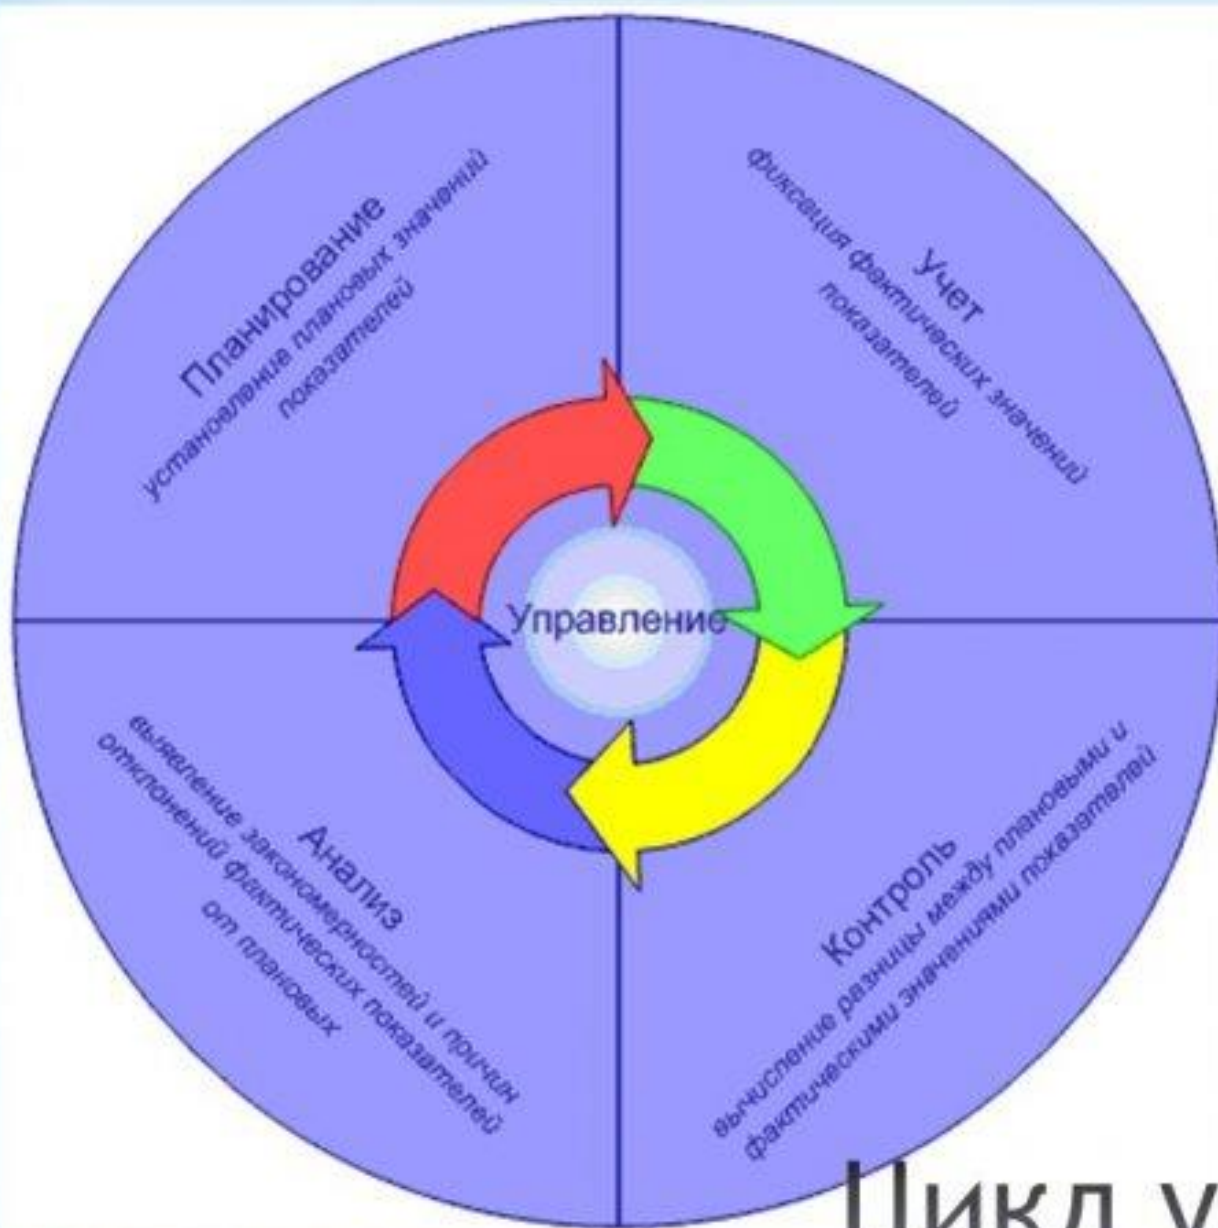 Планирование
установление плановых значений
показателей
Учет
фиксация фактических значений
показателей
Управление
Анализ
выявление закономерностей и причин
отклонений фактических показателей
от плановых
Контроль
вычисление разницы между плановыми и
фактическими значениями показателей
Цикл у